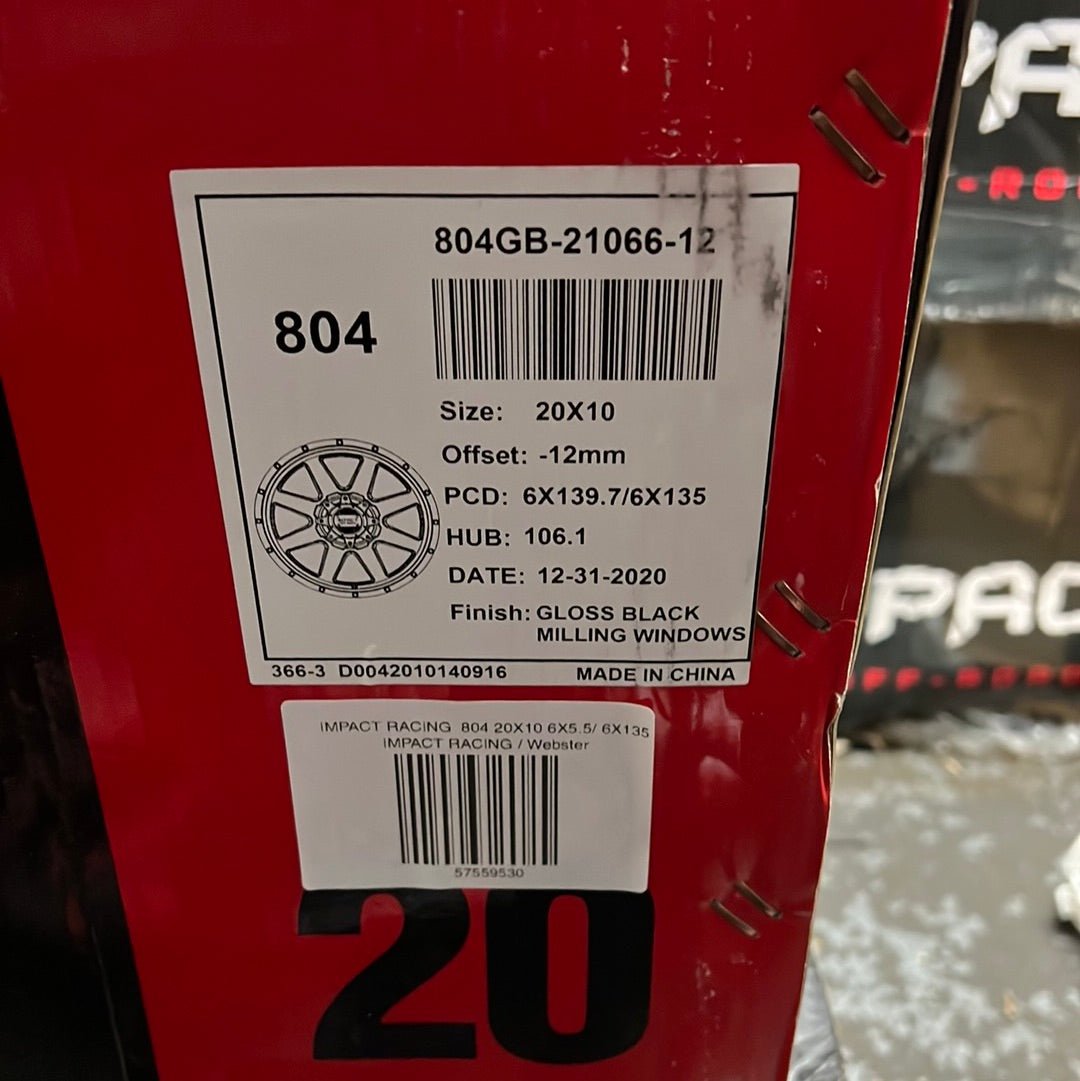 804GB-21066-12
804
Size: 20X10
Offset: -12mm
PCD: 6X139.7/6X135
HUB: 106.1
DATE: 12-31-2020
Finish: GLOSS BLACK
MILLING WINDOWS
366-3 D0042010140916 MADE IN CHINA
IMPACT RACING 804 20X10 6X5.5/ 6X135
IMPACT RACING / Webster
57559530
20